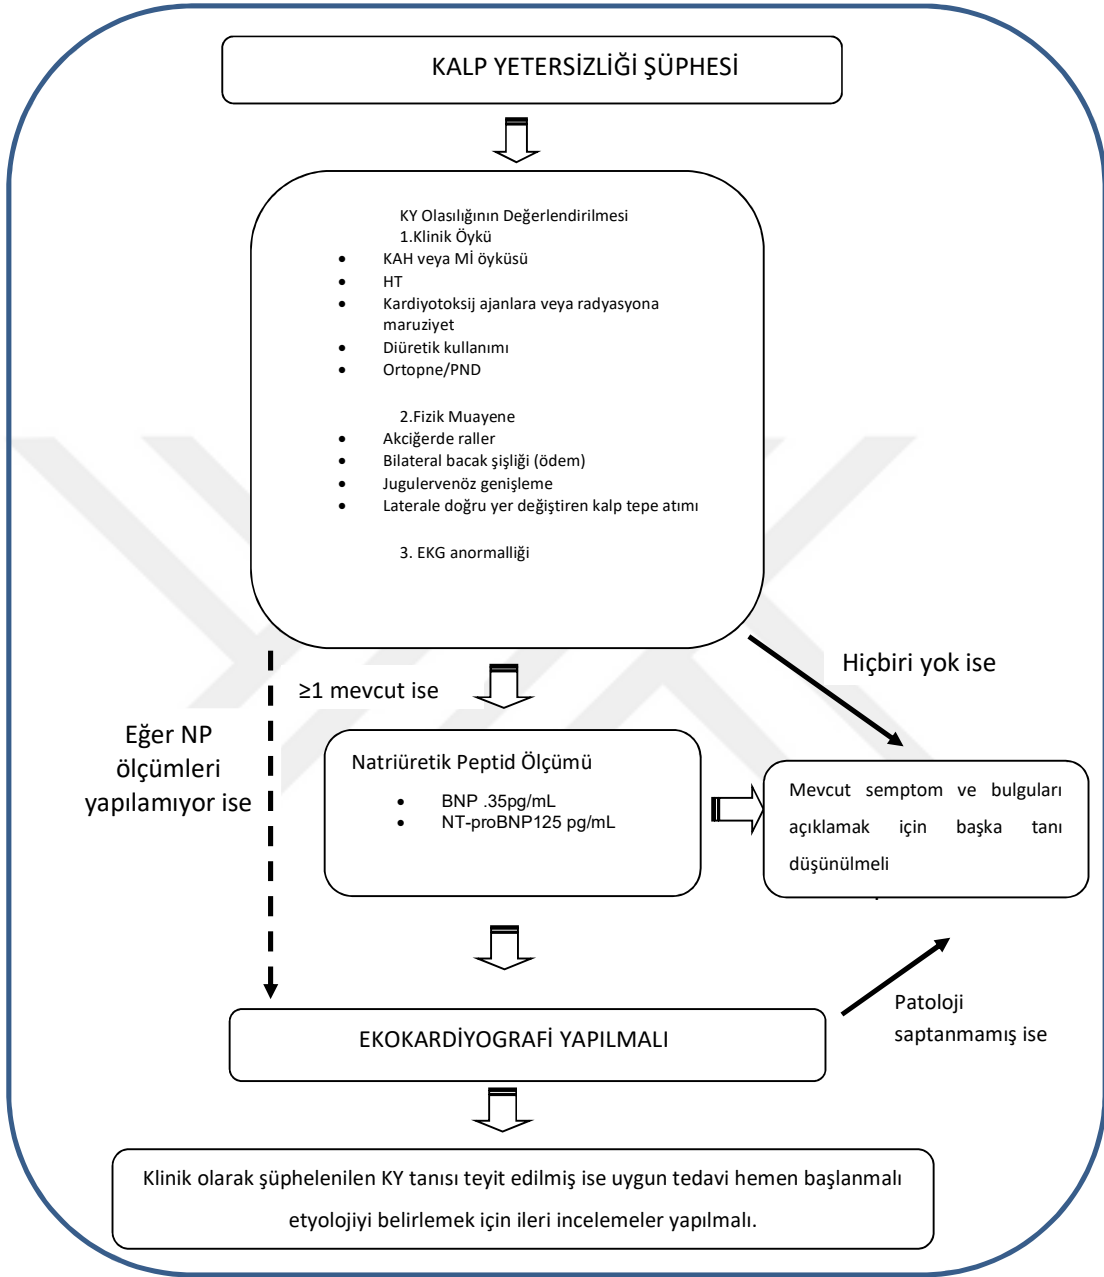 KALP YETERSİZLİĞİ ŞÜPHESİ
KY Olasılığının Değerlendirilmesi
1.Klinik Öykü
• KAH veya Mİ öyküsü
• HT
• Kardiyotoksij ajanlara veya radyasyona
maruziyet
• Diüretik kullanımı
• Ortopne/PND
2.Fizik Muayene
• Akciğerde raller
• Bilateral bacak şişliği (ödem)
• Jugulervenöz genişleme
• Laterale doğru yer değiştiren kalp tepe atımı
3. EKG anormalliği
Hiçbiri yok ise
≥1 mevcut ise
Eğer NP
ölçümleri
yapılamıyor ise
Natriüretik Peptid Ölçümü
• BNP .35pg/mL
• NT-proBNP125 pg/mL
Mevcut semptom ve bulguları
açıklamak için başka tanı
düşünülmeli
Patoloji
saptanmamış ise
EKOKARDİYOGRAFİ YAPILMALI
Klinik olarak şüphelenilen KY tanısı teyit edilmiş ise uygun tedavi hemen başlanmalı
etyolojiyi belirlemek için ileri incelemeler yapılmalı.